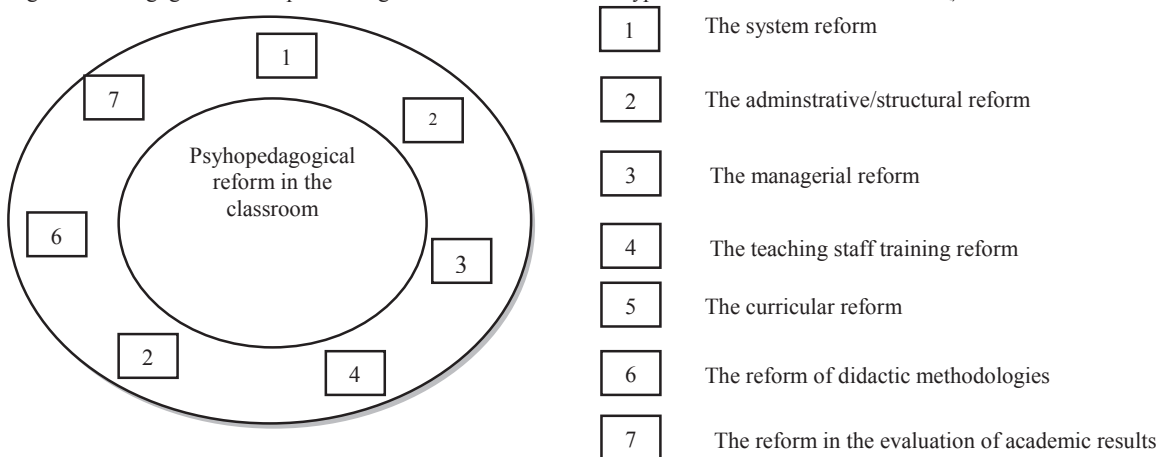 1
7
2
Psyhopedagogical
reform in the
classroom
6
3
2
4
1 The system reform
2 The adminstrative/structural reform
3 The managerial reform
4 The teaching staff training reform
5 The curricular reform
6 The reform of didactic methodologies
7 The reform in the evaluation of academic results